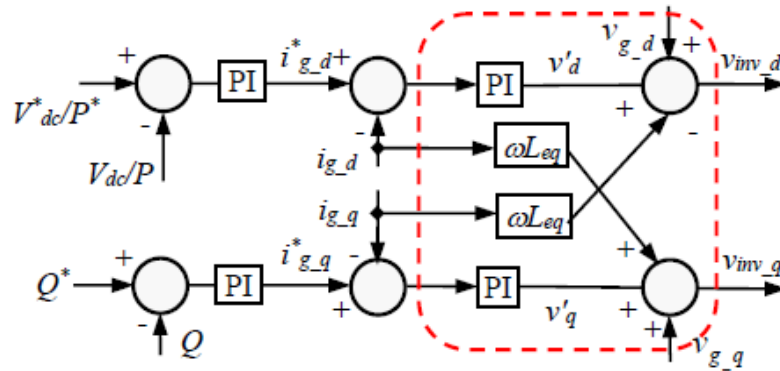 V*dc/P* + - PI i*g_d + - PI v'd + vg_d + - vinv_d
Vdc/P
ig_d ωLeq
ig_q ωLeq
Q* + - PI i*g_q - + PI v'q + + + vinv_q
Q
vg_q